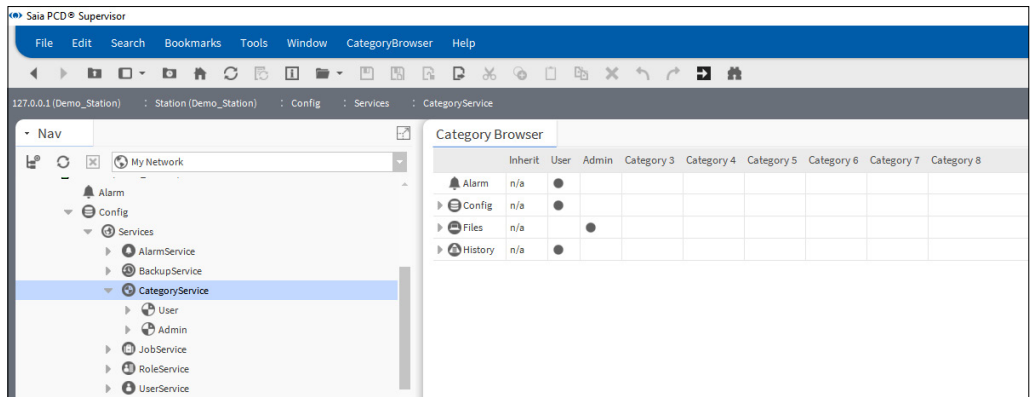 Saia PCD® Supervisor
File Edit Search Bookmarks Tools Window CategoryBrowser Help
127.0.0.1 (Demo_Station) : Station (Demo_Station) : Config : Services : CategoryService
Nav
My Network
Alarm
Config
Services
AlarmService
BackupService
CategoryService
User
Admin
JobService
RoleService
UserService
Category Browser
Inherit User Admin Category 3 Category 4 Category 5 Category 6 Category 7 Category 8
Alarm n/a
Config n/a
Files n/a
History n/a